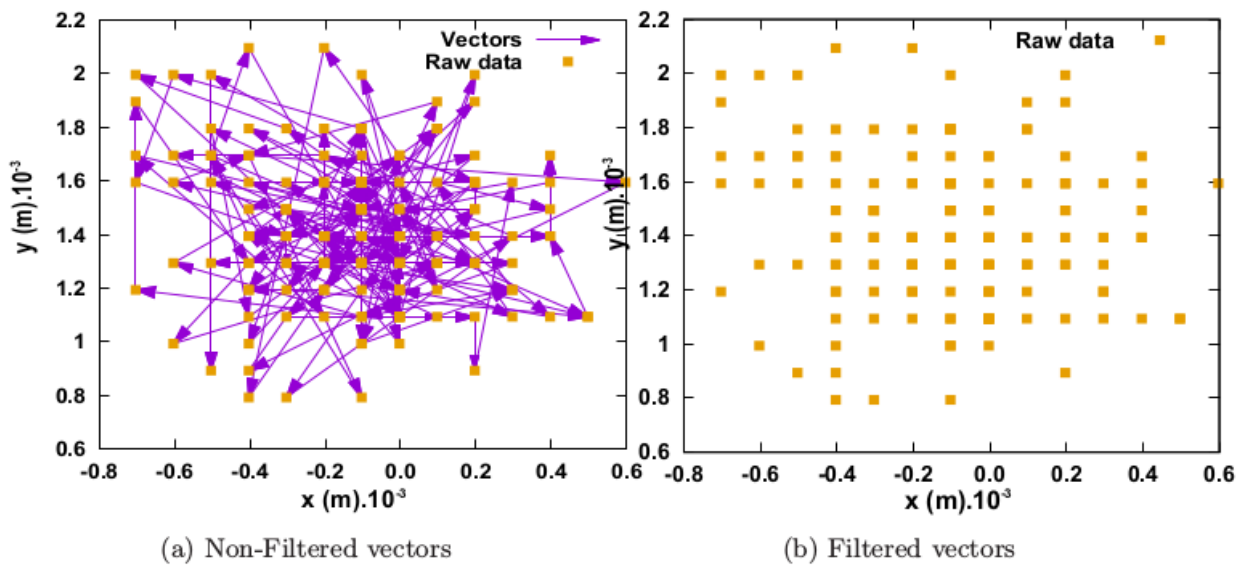 2.2
2
1.8
1.6
1.4
1.2
1
0.8
0.6
-0.8 -0.6 -0.4 -0.2 0.0 0.2 0.4 0.6
y (m).10-3
x (m).10-3
Vectors
Raw data
(a) Non-Filtered vectors
2.2
2
1.8
1.6
1.4
1.2
1
0.8
0.6
-0.8 -0.6 -0.4 -0.2 0.0 0.2 0.4 0.6
y (m).10-3
x (m).10-3
Raw data
(b) Filtered vectors